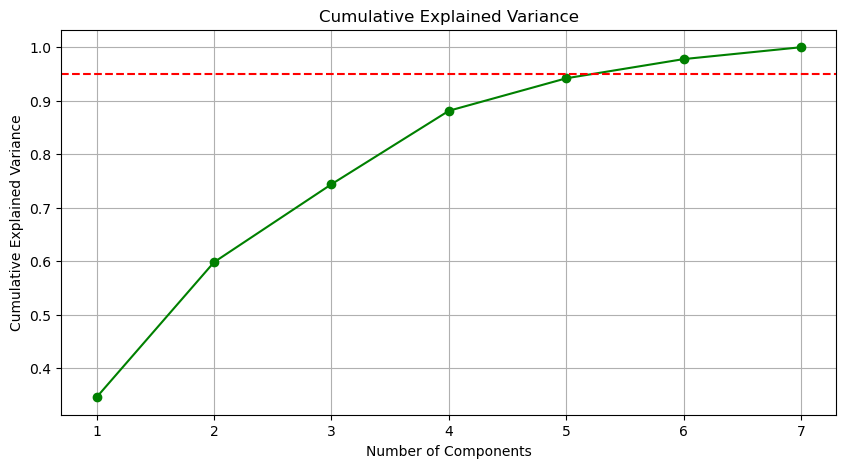 Cumulative Explained Variance
Cumulative Explained Variance
1.0
0.9
0.8
0.7
0.6
0.5
0.4
1 2 3 4 5 6 7
Number of Components